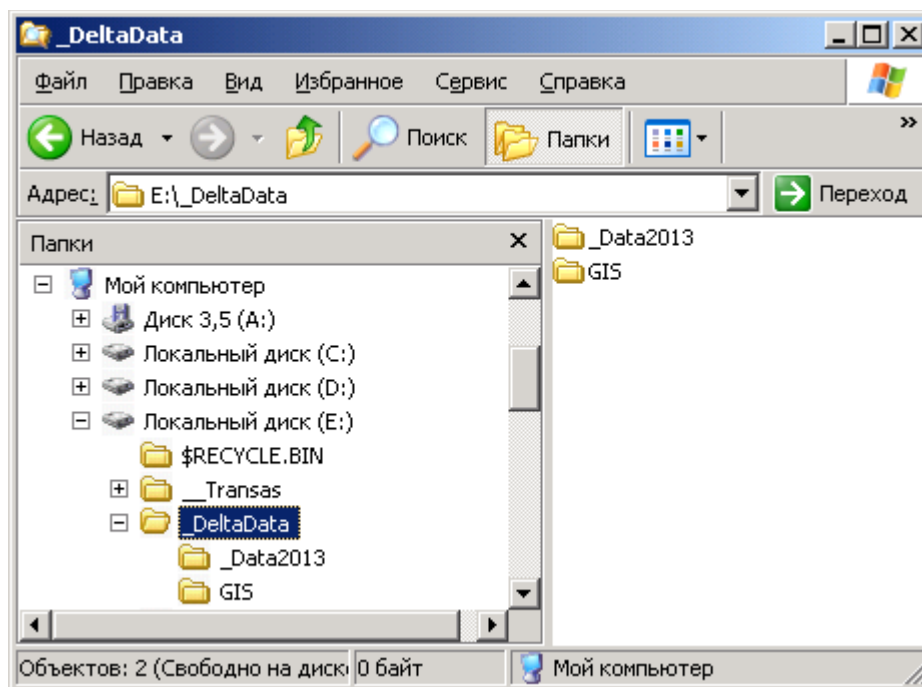 _DeltaData
Файл Правка Вид Избранное Сервис Справка
Назад Поиск Папки »
Адрес: E:\_DeltaData Переход
Папки
Мой компьютер
Диск 3,5 (A:)
Локальный диск (C:)
Локальный диск (D:)
Локальный диск (E:)
$RECYCLE.BIN
__Transas
_DeltaData
_Data2013
GIS
_Data2013
GIS
Объектов: 2 (Свободно на диск 0 байт Мой компьютер